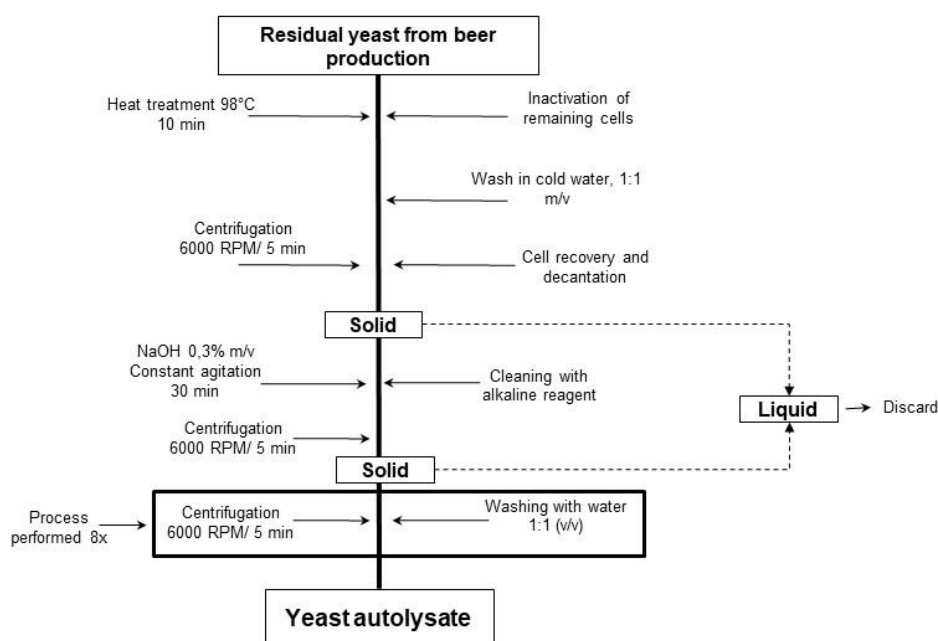 Residual yeast from beer
production
Heat treatment 98°C
10 min
Inactivation of
remaining cells
Wash in cold water, 1:1
m/v
Centrifugation
6000 RPM/ 5 min
Cell recovery and
decantation
Solid
NaOH 0,3% m/v
Constant agitation
30 min
Cleaning with
alkaline reagent
Liquid
Discard
Centrifugation
6000 RPM/ 5 min
Solid
Process
performed 8x
Centrifugation
6000 RPM/ 5 min
Washing with water
1:1 (v/v)
Yeast autolysate